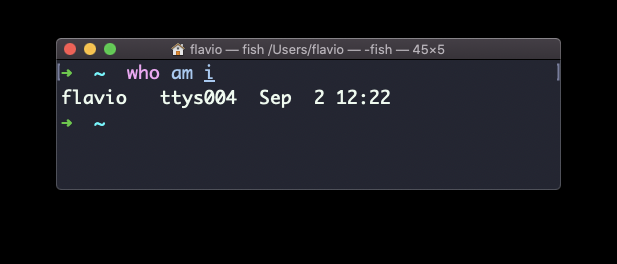 flavio — fish /Users/flavio — -fish — 45×5
➜ ~ who am i
flavio ttys004 Sep 2 12:22
➜ ~